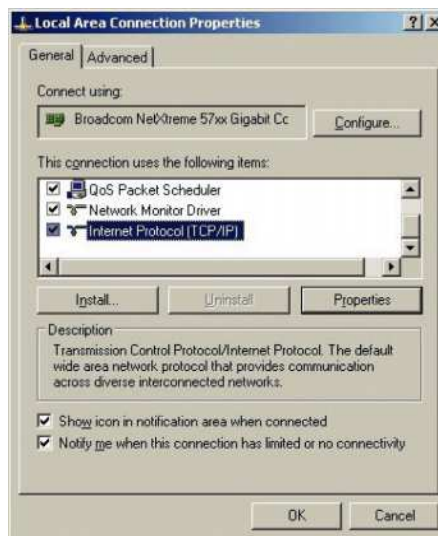 Local Area Connection Properties
General
Advanced
Connect using:
Broadcom NetXtreme 57xx Gigabit Cc
Configure...
This connection uses the following items:
QoS Packet Scheduler
Network Monitor Driver
Internet Protocol (TCP/IP)
Install...
Uninstall
Properties
Description
Transmission Control Protocol/Internet Protocol. The default
wide area network protocol that provides communication
across diverse interconnected networks.
Show icon in notification area when connected
Notify me when this connection has limited or no connectivity
OK
Cancel